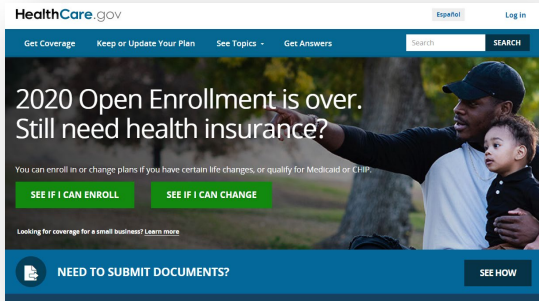 HealthCare.gov
Español
Log in
Get Coverage Keep or Update Your Plan See Topics Get Answers Search SEARCH
2020 Open Enrollment is over.
Still need health insurance?
You can enroll in or change plans if you have certain life changes, or qualify for Medicaid or CHIP.
SEE IF I CAN ENROLL SEE IF I CAN CHANGE
Looking for coverage for a small business? Learn more
NEED TO SUBMIT DOCUMENTS? SEE HOW